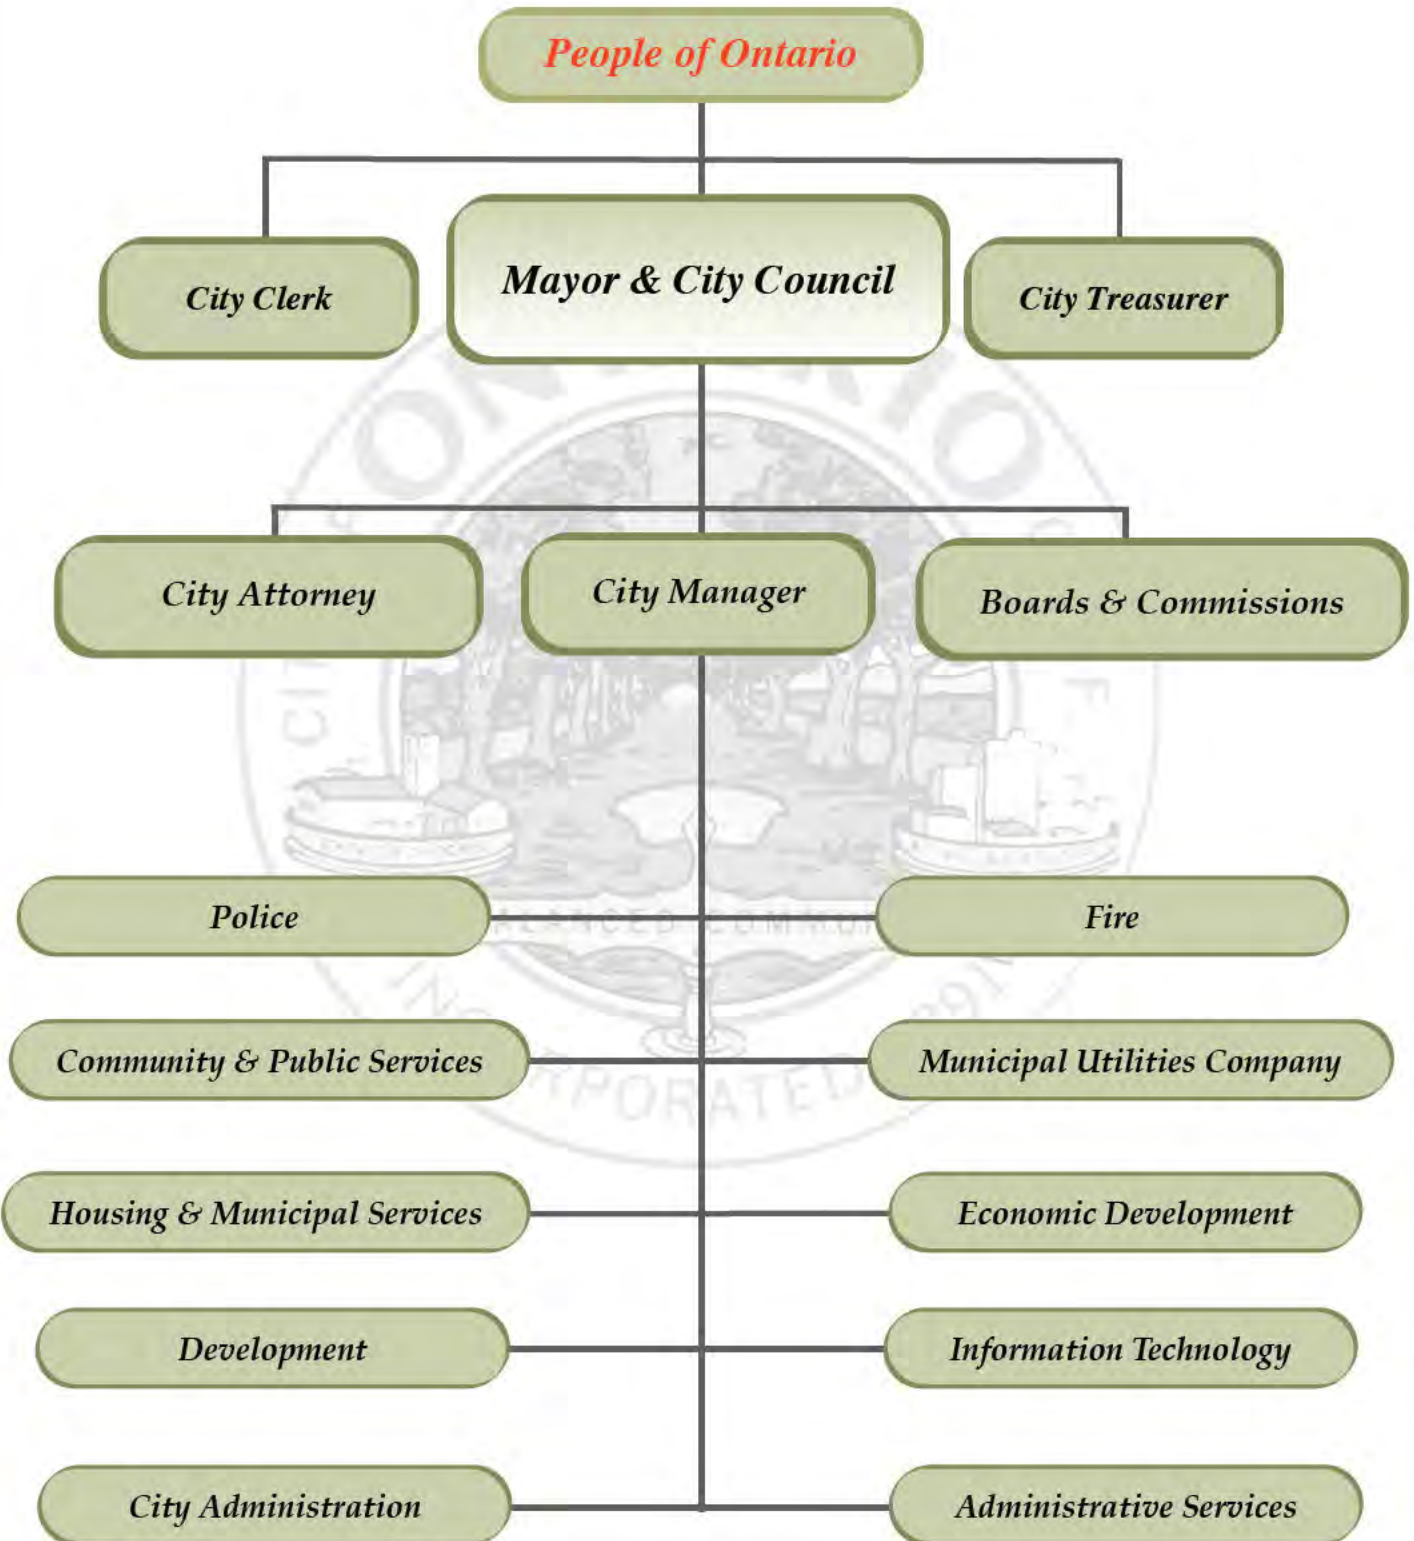 People of Ontario
City Clerk
Mayor & City Council
City Treasurer
City Attorney
City Manager
Boards & Commissions
Police
Fire
Community & Public Services
Municipal Utilities Company
Housing & Municipal Services
Economic Development
Development
Information Technology
City Administration
Administrative Services